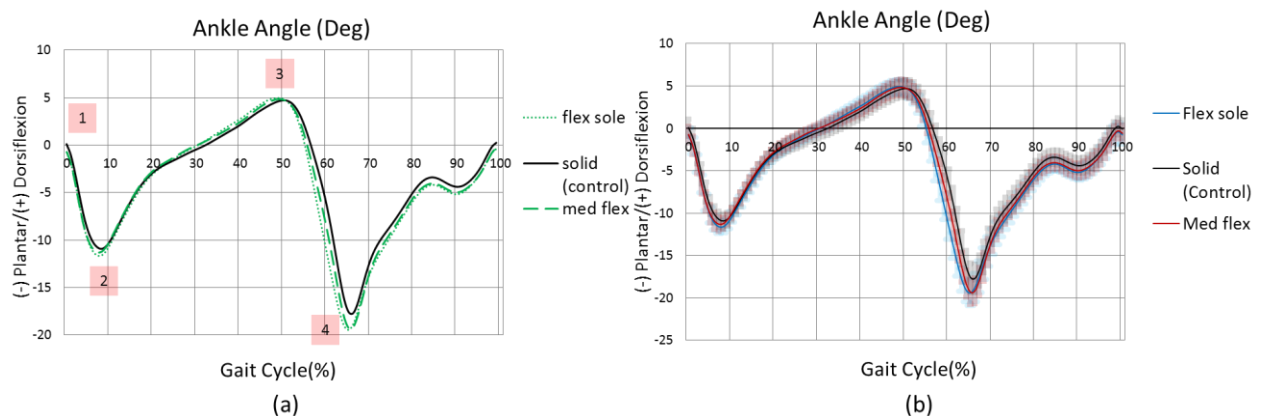 Ankle Angle (Deg)
(-) Plantar/(+) Dorsiflexion
10
5
0
-5
-10
-15
-20
0 10 20 30 40 50 60 70 80 90 100
1
2
3
4
flex sole
solid
(control)
med flex
Gait Cycle(%)
(a)
Ankle Angle (Deg)
(-) Plantar/(+) Dorsiflexion
10
5
0
-5
-10
-15
-20
-25
0 10 20 30 40 50 60 70 80 90 100
Flex sole
Solid
(Control)
Med flex
Gait Cycle(%)
(b)